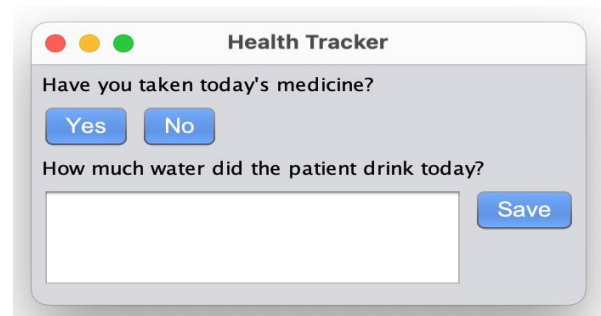 Health Tracker
Have you taken today's medicine?
Yes No
How much water did the patient drink today?
Save